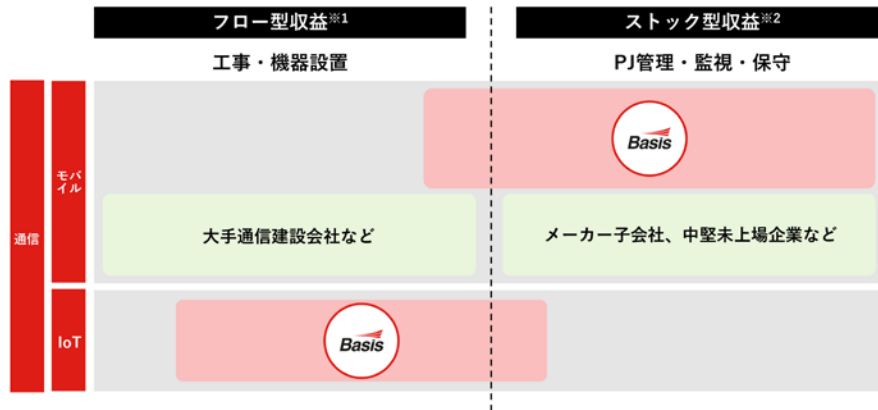 フロー型収益※1
ストック型収益※2
工事・機器設置
PJ管理・監視・保守
通信
モバ
イル
Basis
大手通信建設会社など
メーカー子会社、中堅未上場企業など
IoT
Basis